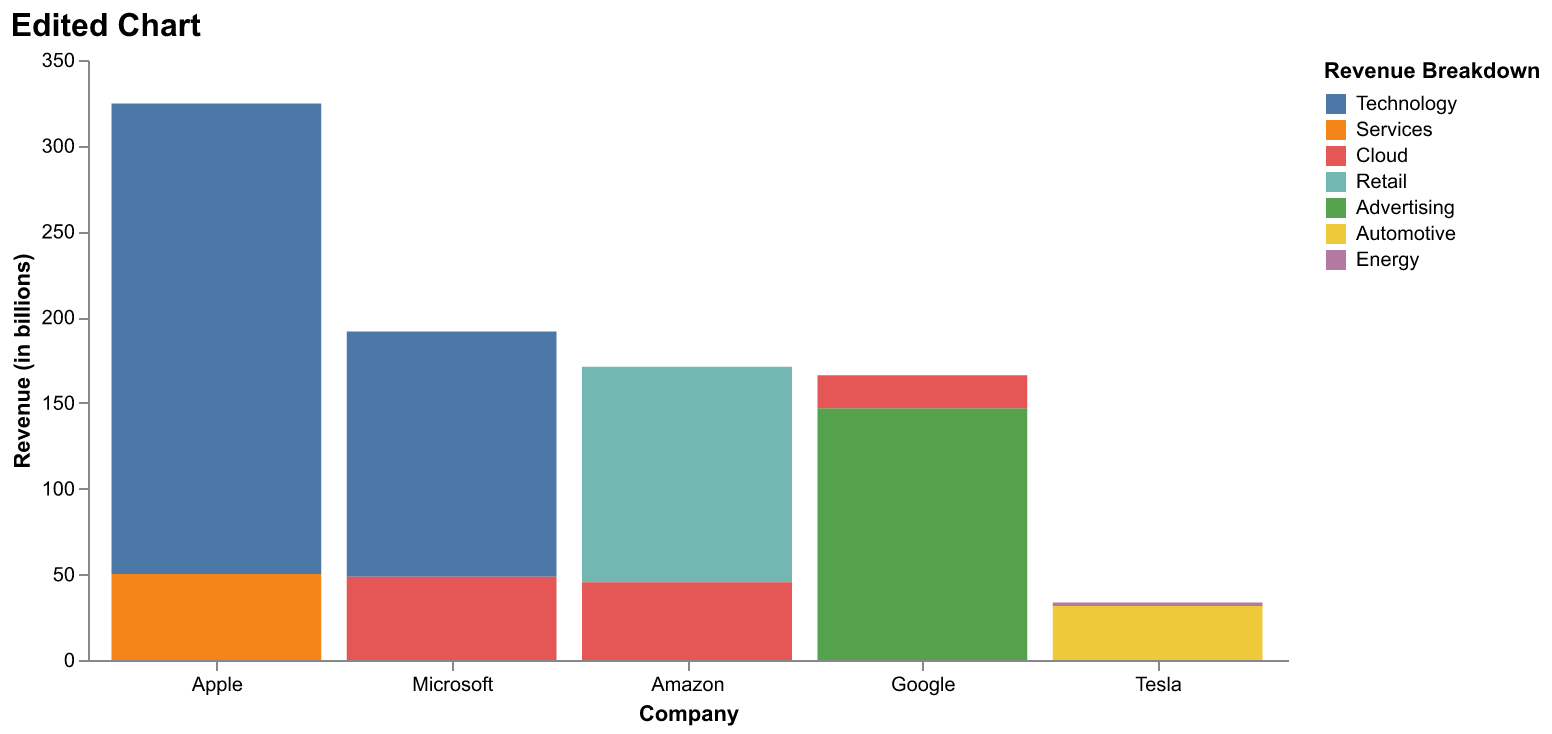 Edited Chart
350
300
250
200
150
100
50
0
Revenue (in billions)
Apple
Microsoft
Amazon
Google
Tesla
Company
Revenue Breakdown
Technology
Services
Cloud
Retail
Advertising
Automotive
Energy